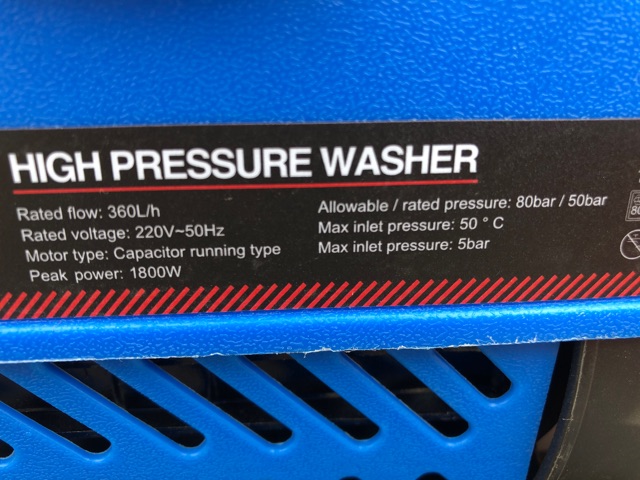 HIGH PRESSURE WASHER
Rated flow: 360L/h
Rated voltage: 220V~50Hz
Motor type: Capacitor running type
Peak power: 1800W
Allowable / rated pressure: 80bar / 50bar
Max inlet pressure: 50 ° C
Max inlet pressure: 5bar